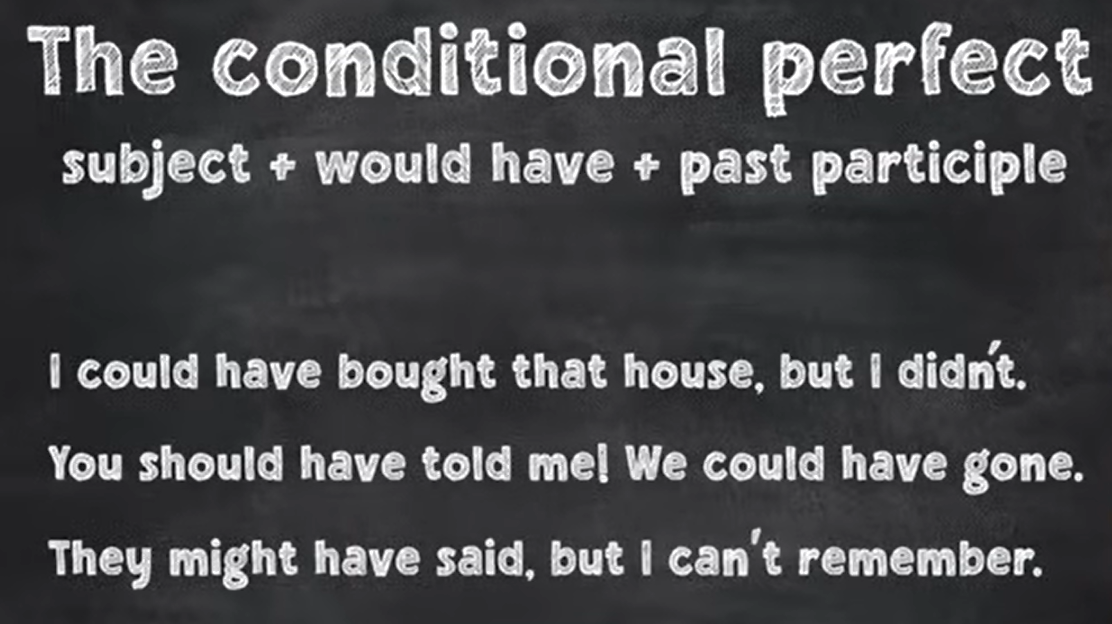 The conditional perfect
subject + would have + past participle
I could have bought that house, but I didn't.
You should have told me! We could have gone.
They might have said, but I can't remember.